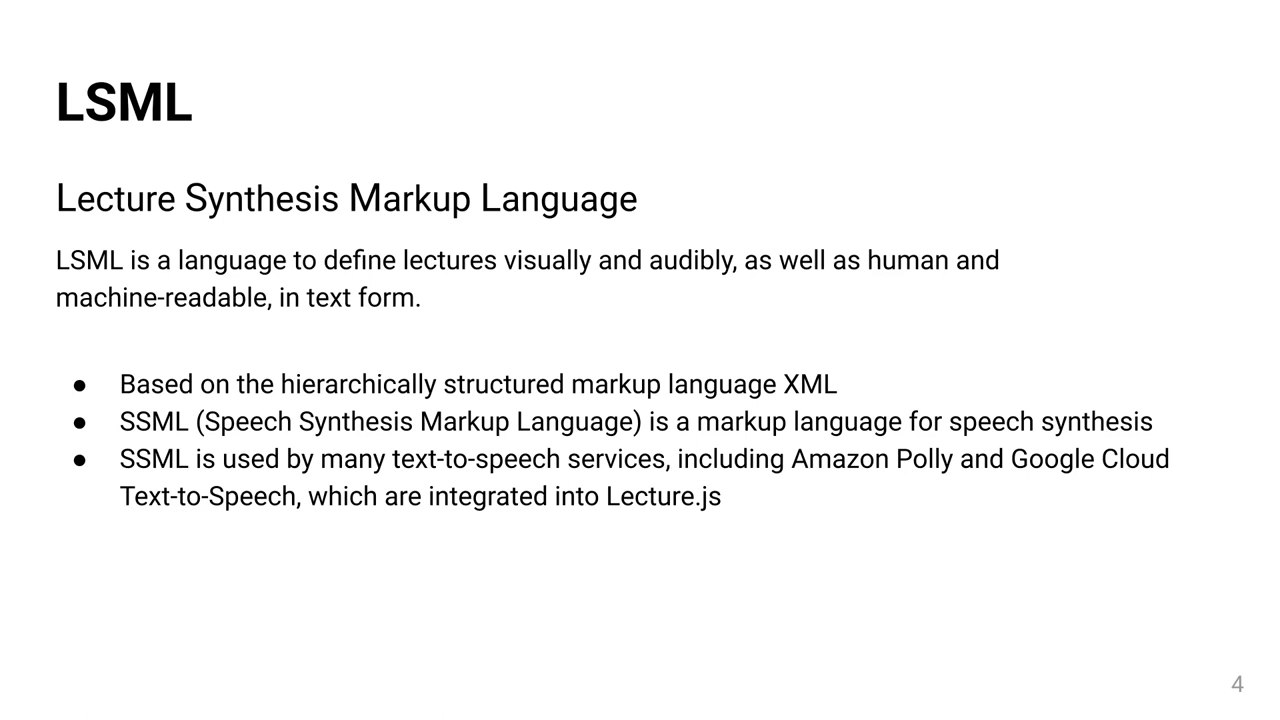 LSML
Lecture Synthesis Markup Language
LSML is a language to define lectures visually and audibly, as well as human and
machine-readable, in text form.
● Based on the hierarchically structured markup language XML
● SSML (Speech Synthesis Markup Language) is a markup language for speech synthesis
● SSML is used by many text-to-speech services, including Amazon Polly and Google Cloud
Text-to-Speech, which are integrated into Lecture.js
4